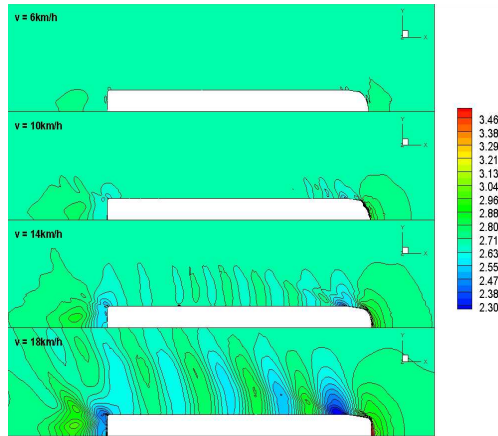 v = 6km/h
Y
X
v = 10km/h
Y
X
v = 14km/h
Y
X
v = 18km/h
Y
X
3.46
3.38
3.29
3.21
3.13
3.04
2.96
2.88
2.80
2.71
2.63
2.55
2.47
2.38
2.30